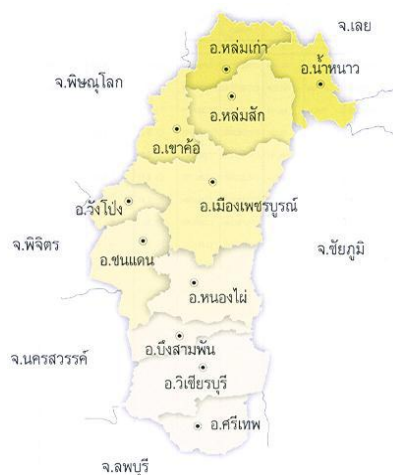 จ.เลย
อ.หล่มเก่า
อ.น้ำหนาว
จ.พิษณุโลก
อ.หล่มสัก
อ.เขาค้อ
อ.วังโป่ง
อ.เมืองเพชรบูรณ์
จ.พิจิตร
จ.ชัยภูมิ
อ.ชนแดน
อ.หนองไผ่
อ.บึงสามพัน
จ.นครสวรรค์
อ.วิเชียรบุรี
อ.ศรีเทพ
จ.ลพบุรี